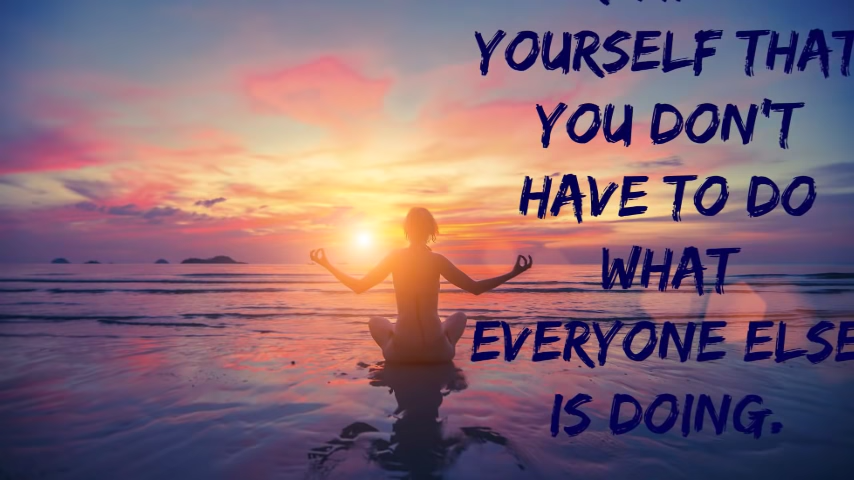 YOURSELF THAT
YOU DON'T
HAVE TO DO
WHAT
EVERYONE ELSE
IS DOING.